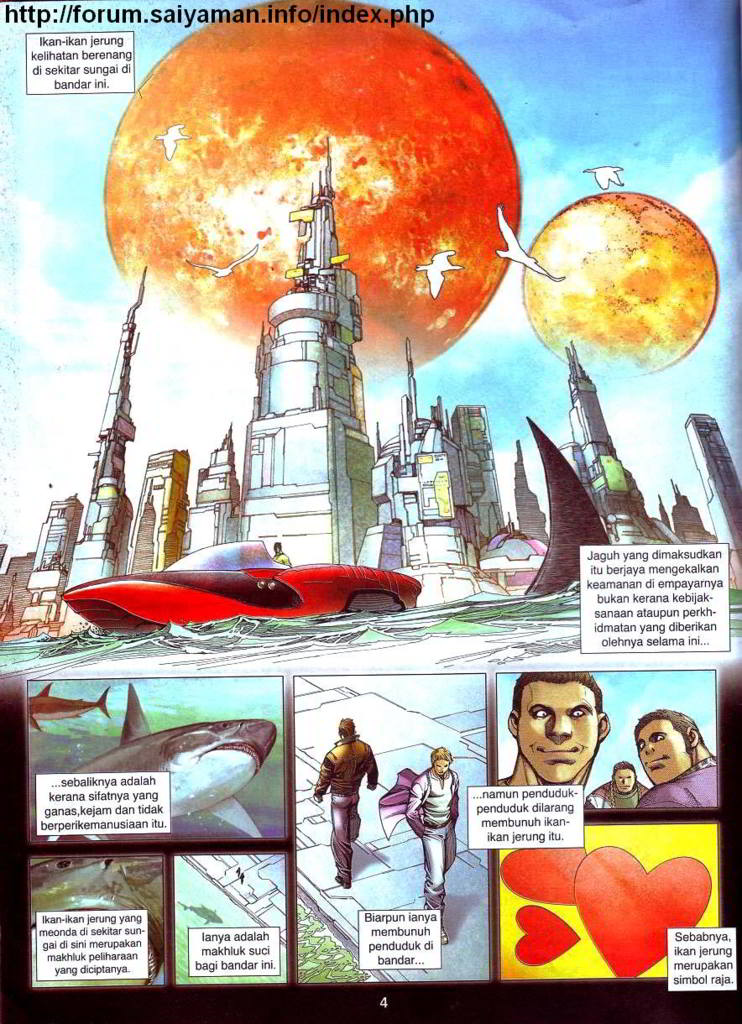 http://forum.saiyaman.info/index.php
Ikan-ikan jerung
kelihatan berenang
di sekitar sungai di
bandar ini.
Jaguh yang dimaksudkan
itu berjaya mengekalkan
keamanan di empayarnya
bukan kerana kebijak-
sanaan ataupun perkh-
idmatan yang diberikan
olehnya selama ini...
...sebaliknya adalah
kerana sifatnya yang
ganas,kejam dan tidak
berperikemanusiaan itu.
...namun penduduk-
penduduk dilarang
membunuh ikan-
ikan jerung itu.
Ikan-ikan jerung yang
meonda di sekitar sun-
gai di sini merupakan
makhluk peliharaan
yang diciptanya.
Ianya adalah
makhluk suci
bagi bandar ini.
Biarpun ianya
membunuh
penduduk di
bandar...
Sebabnya,
ikan jerung
merupakan
simbol raja.
4